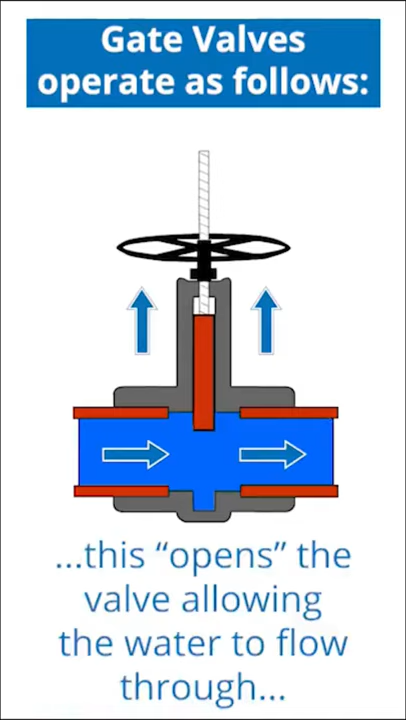 Gate Valves
operate as follows:
...this “opens” the
valve allowing
the water to flow
through...